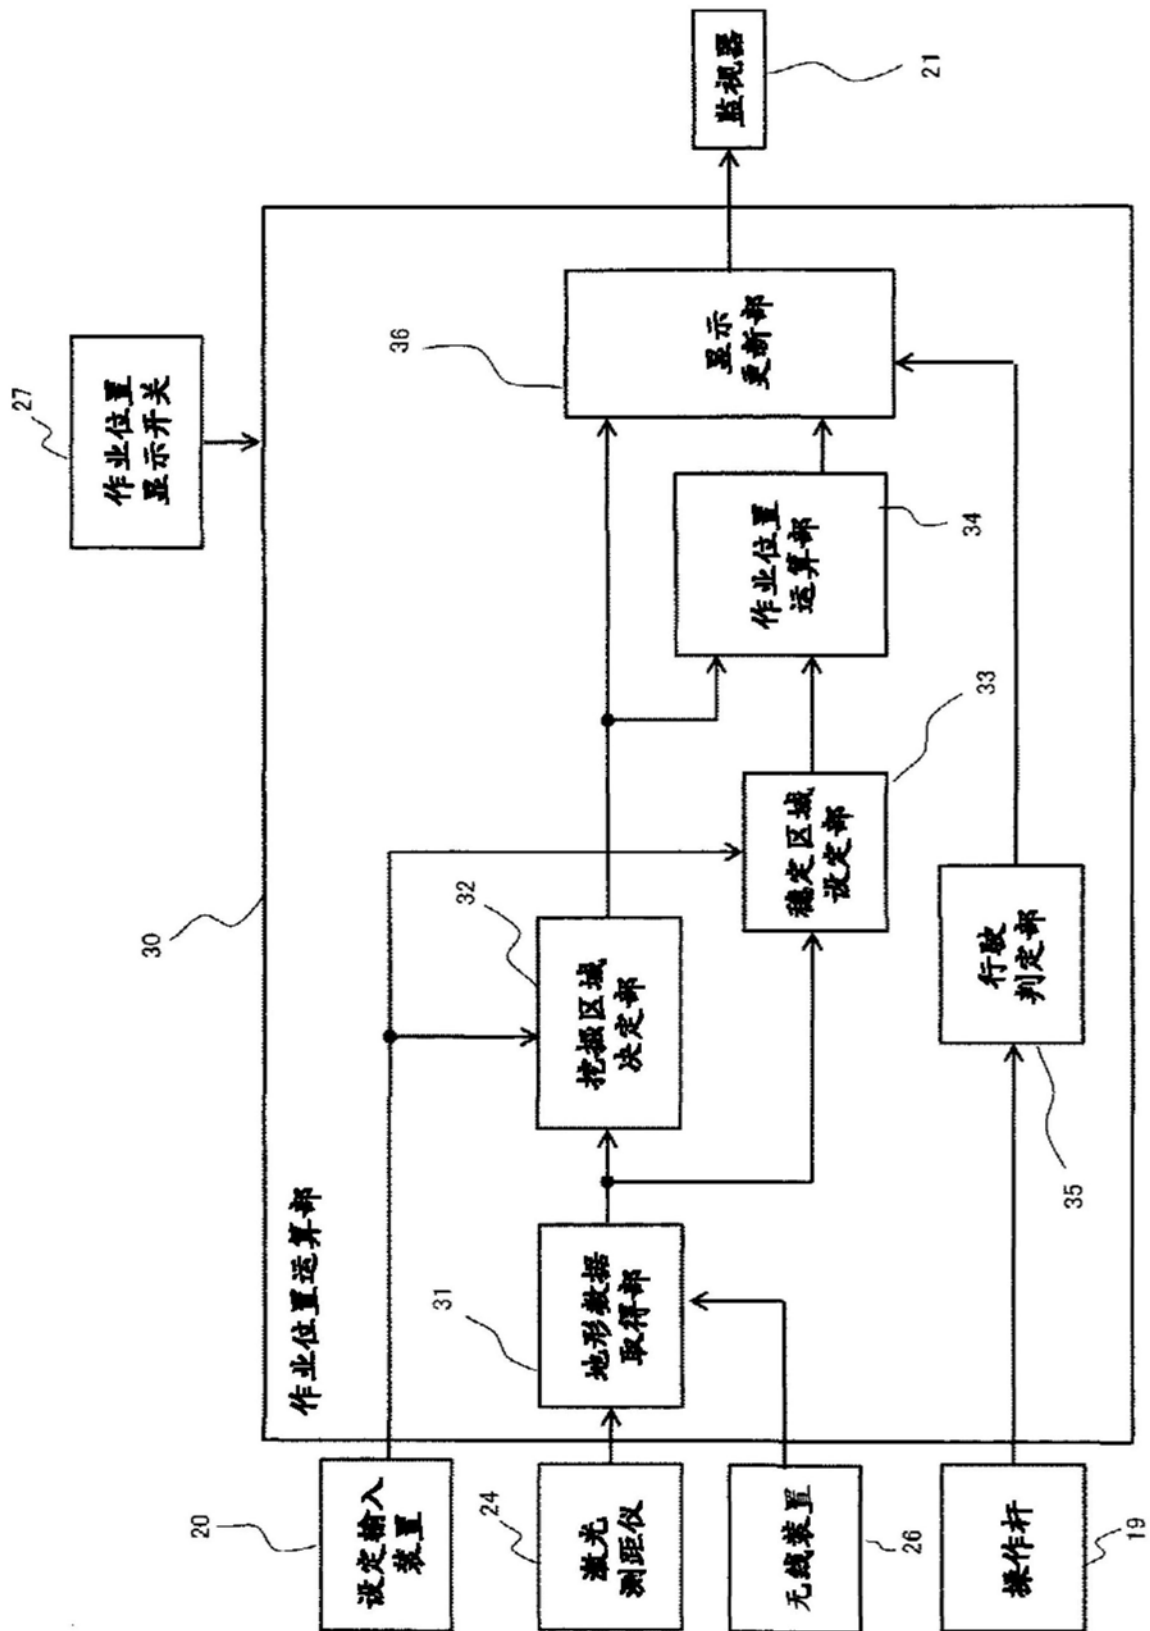 27
作业位置
显示开关
30
作业位置运算部
20
设定输入
装置
24
激光
测距仪
26
无线装置
19
操作杆
31
地形数据
取得部
32
挖掘区域
决定部
33
稳定区域
设定部
34
作业位置
运算部
35
行驶
判定部
36
显示
更新部
21
监视器